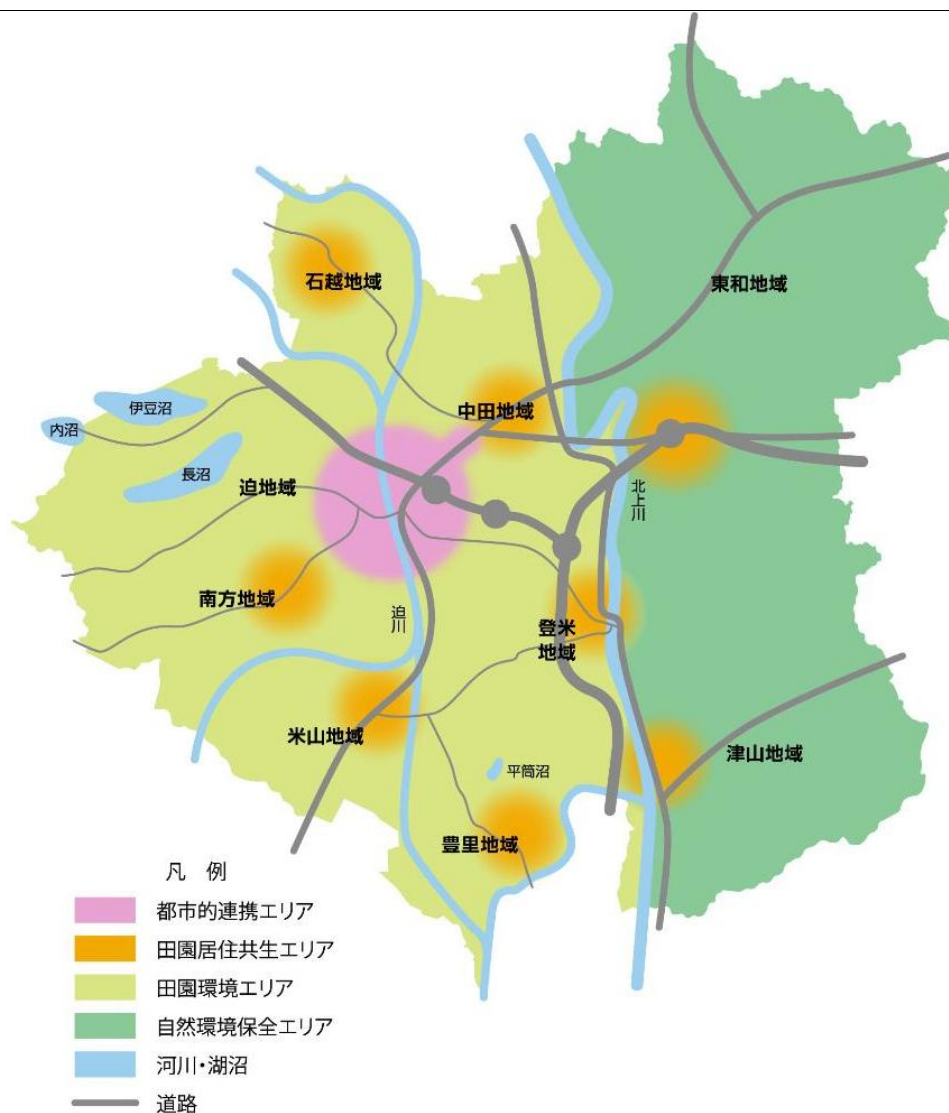 石越地域
東和地域
伊豆沼
内沼
中田地域
長沼
迫地域
北上川
南方地域
迫川
登米
地域
米山地域
津山地域
平筒沼
豊里地域
凡 例
都市的連携エリア
田園居住共生エリア
田園環境エリア
自然環境保全エリア
河川・湖沼
道路